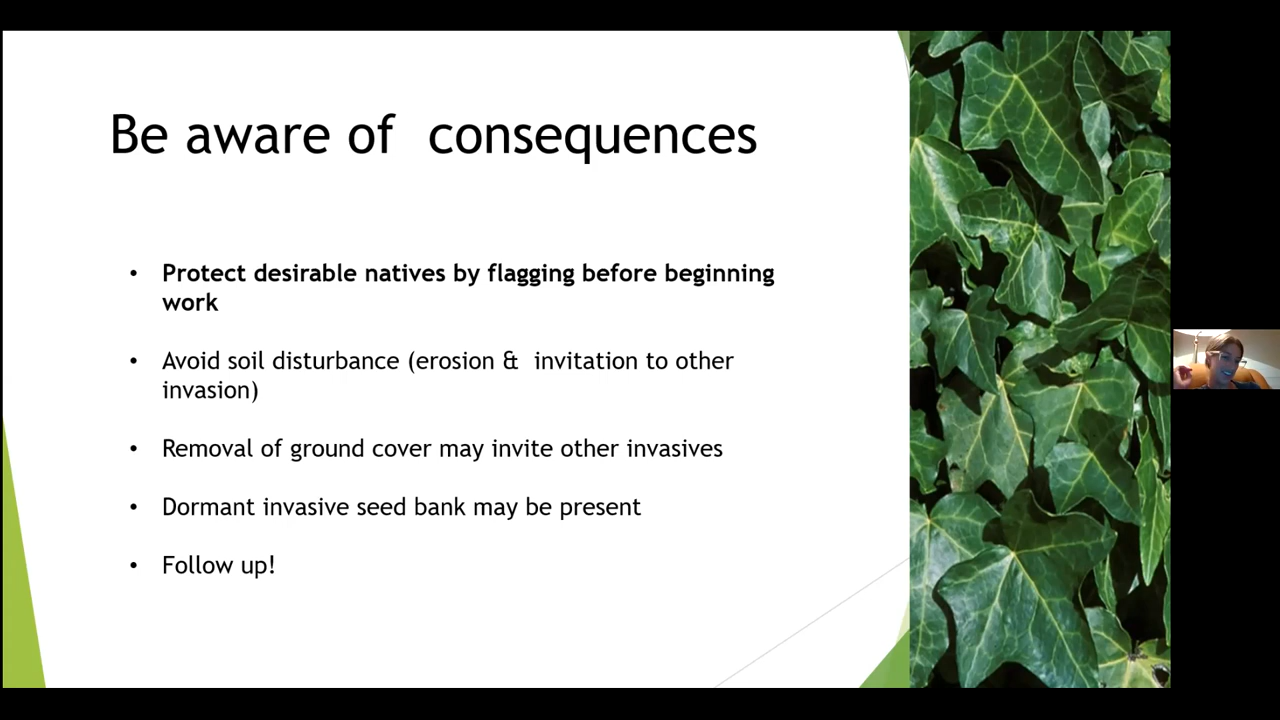 Be aware of  consequences
• Protect desirable natives by flagging before beginning
work
• Avoid soil disturbance (erosion &  invitation to other
invasion)
• Removal of ground cover may invite other invasives
• Dormant invasive seed bank may be present
• Follow up!